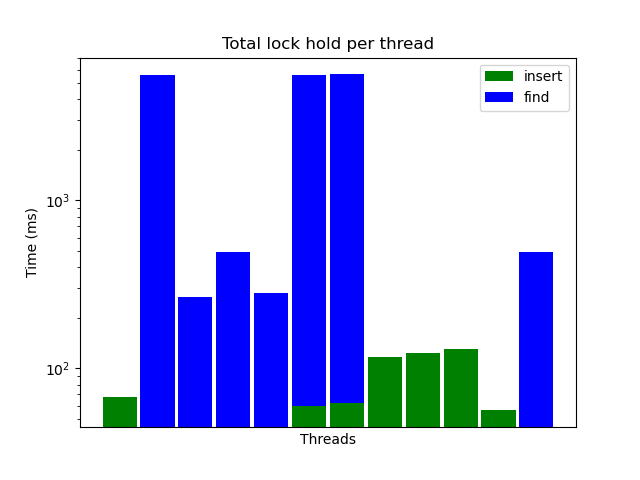 Total lock hold per thread
insert
find
10³
10²
Time (ms)
Threads